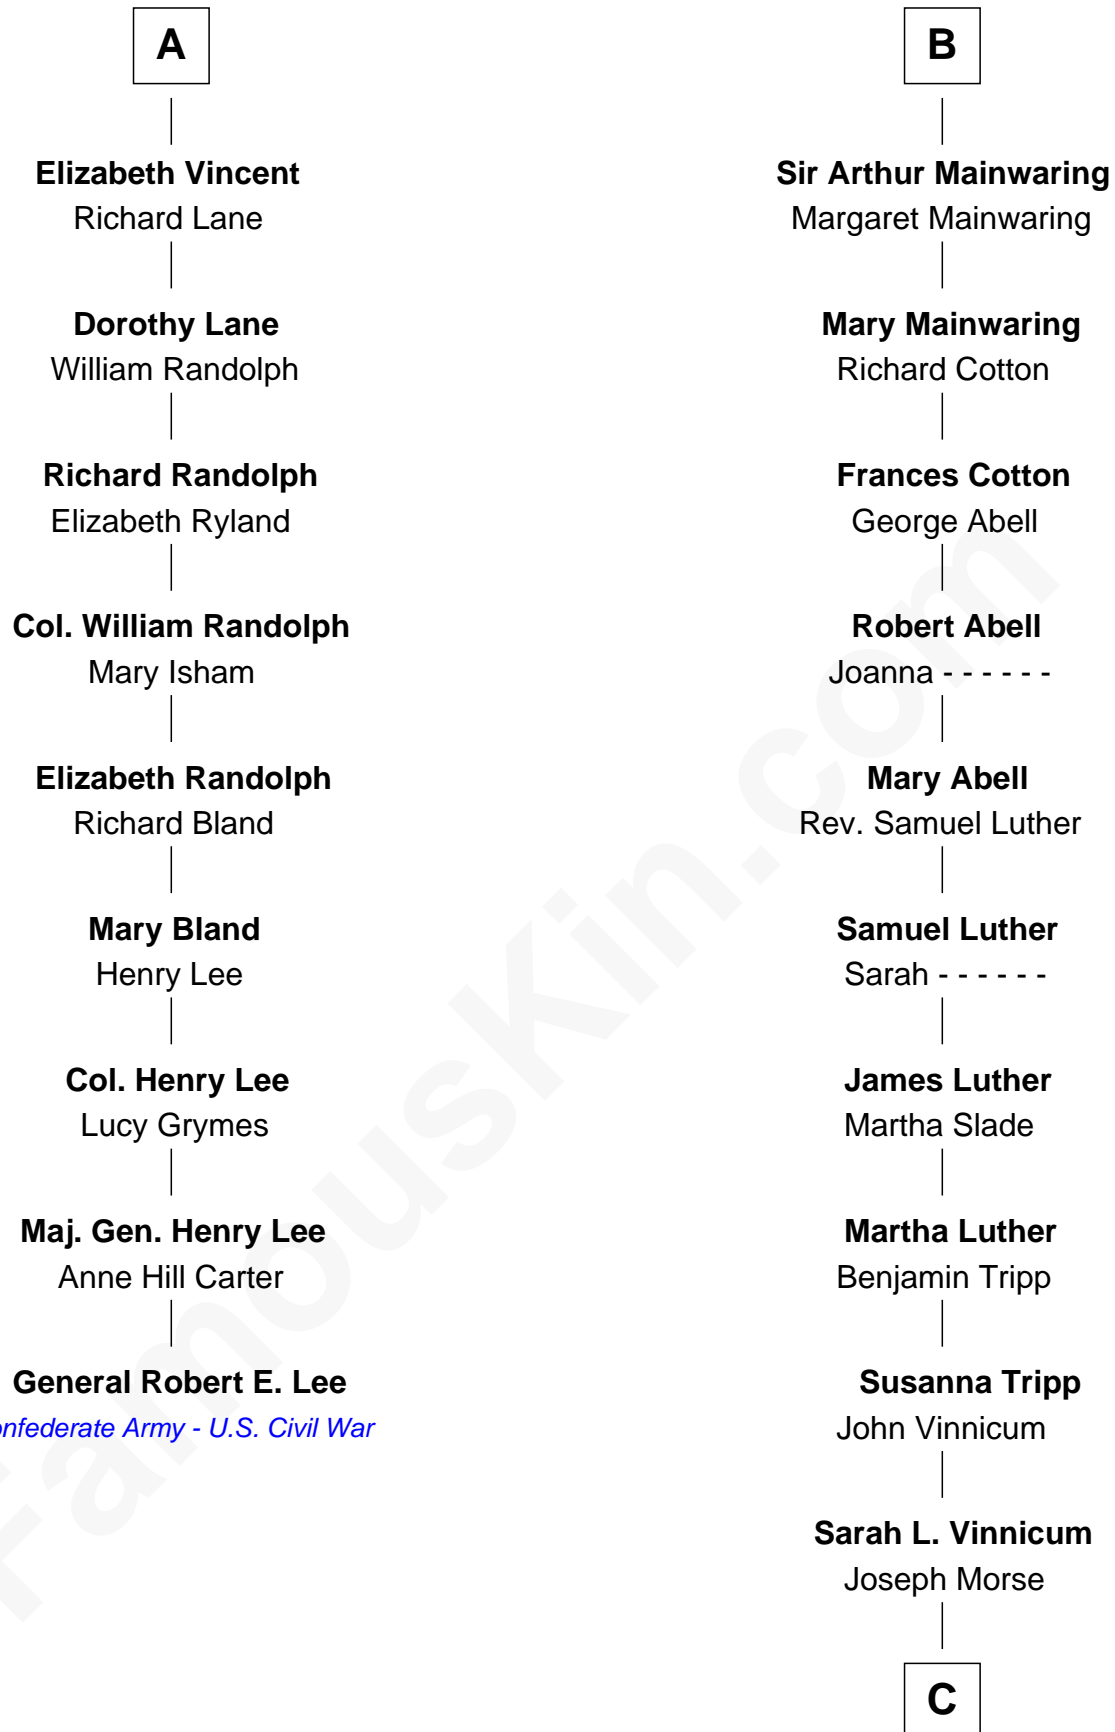 A
Elizabeth Vincent
Richard Lane
Dorothy Lane
William Randolph
Richard Randolph
Elizabeth Ryland
Col. William Randolph
Mary Isham
Elizabeth Randolph
Richard Bland
Mary Bland
Henry Lee
Col. Henry Lee
Lucy Grymes
Maj. Gen. Henry Lee
Anne Hill Carter
General Robert E. Lee
onfederate Army - U.S. Civil War
B
Sir Arthur Mainwaring
Margaret Mainwaring
Mary Mainwaring
Richard Cotton
Frances Cotton
George Abell
Robert Abell
Joanna - - - - - -
Mary Abell
Rev. Samuel Luther
Samuel Luther
Sarah - - - - - -
James Luther
Martha Slade
Martha Luther
Benjamin Tripp
Susanna Tripp
John Vinnicum
Sarah L. Vinnicum
Joseph Morse
C
FamousKin.com